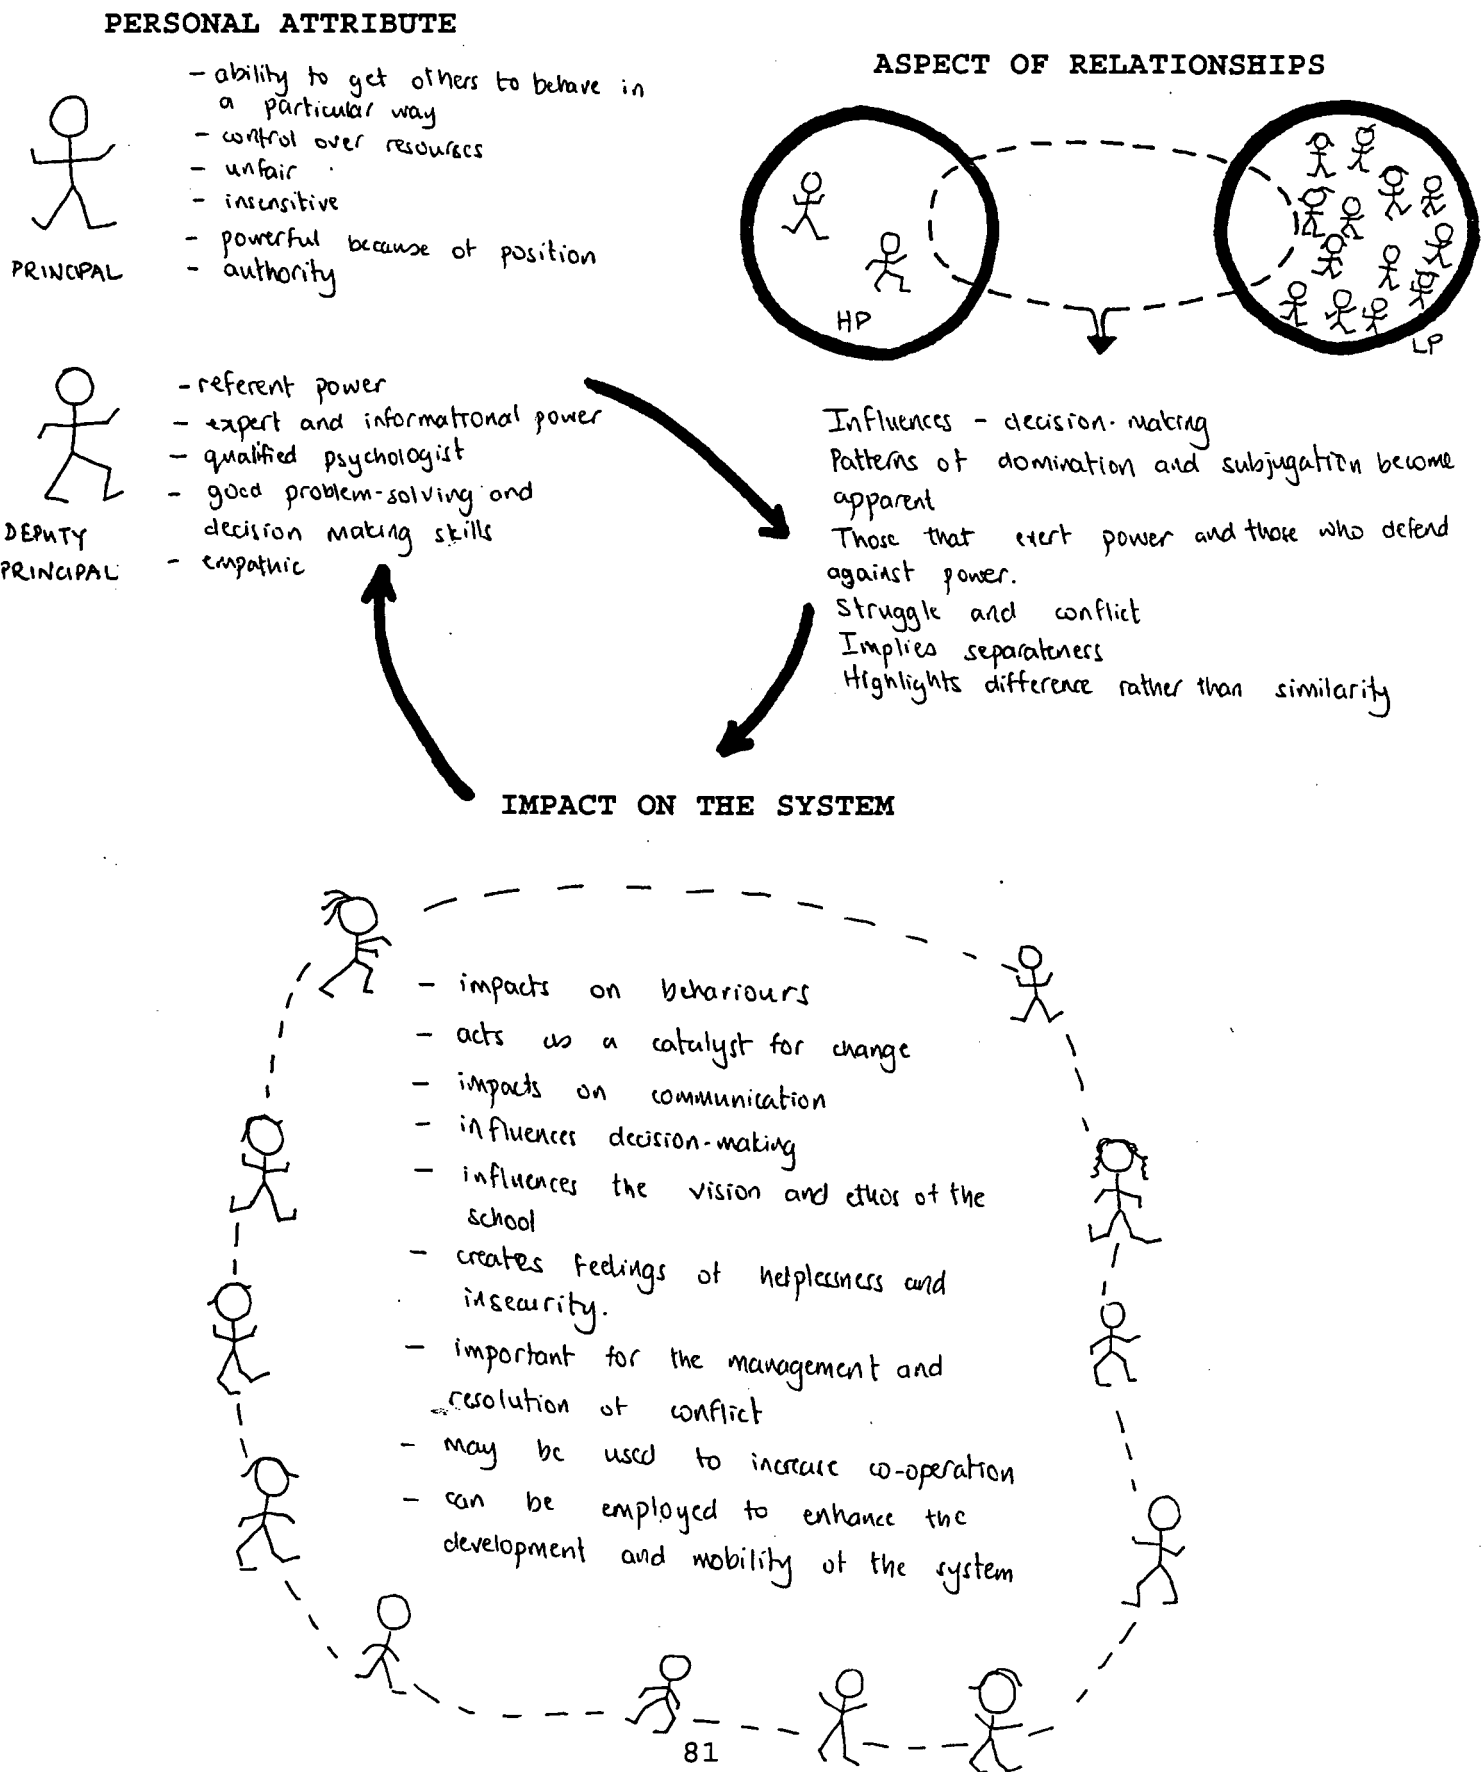 PERSONAL ATTRIBUTE
- ability to get others to behave in
a particular way
- control over resources
- unfair
- insensitive
- powerful because of position
- authority
PRINCIPAL
- referent power
- expert and informational power
- qualified psychologist
- good problem-solving and
decision making skills
- empathic
DEPUTY
PRINCIPAL
ASPECT OF RELATIONSHIPS
HP
LP
Influences - decision-making
Patterns of domination and subjugation become
apparent
Those that exert power and those who defend
against power.
Struggle and conflict
Implies separateness
Highlights difference rather than similarity
IMPACT ON THE SYSTEM
- impacts on behaviours
- acts as a catalyst for change
- impacts on communication
- influences decision-making
- influences the vision and ethos of the
school
- creates feelings of helplessness and
insecurity.
- important for the management and
resolution of conflict
- may be used to increase co-operation
- can be employed to enhance the
development and mobility of the system
81